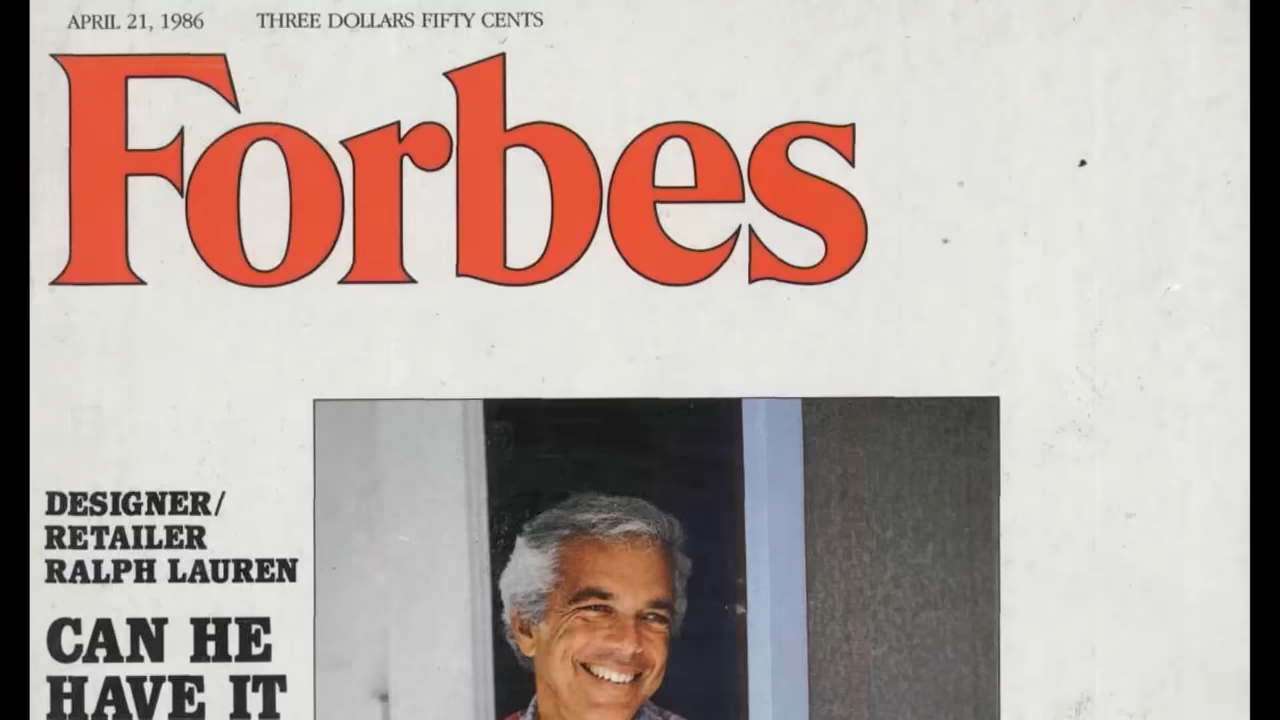 APRIL 21, 1986 THREE DOLLARS FIFTY CENTS
Forbes
DESIGNER/
RETAILER
RALPH LAUREN
CAN HE
HAVE IT